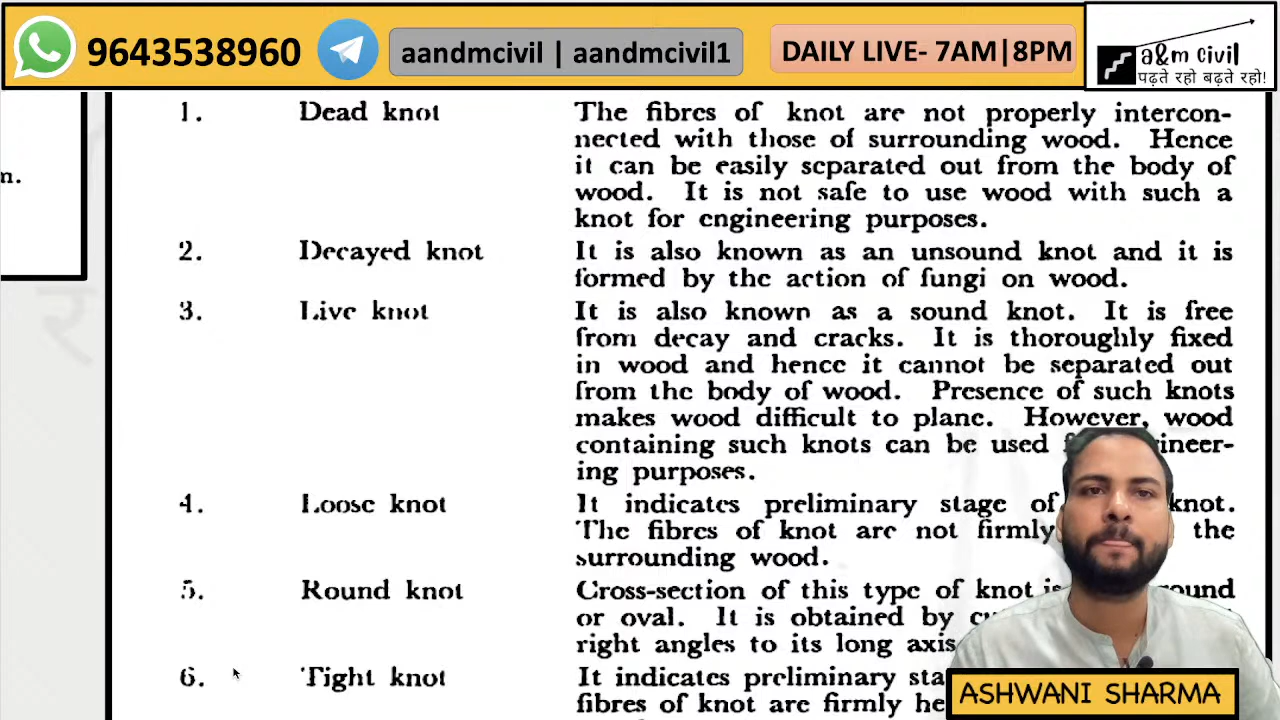 9643538960
aandmcivil | aandmcivil1
DAILY LIVE- 7AM|8PM
a&m civil
पढ़ते रहो बढ़ते रहो!
n.
1. Dead knot The fibres of knot are not properly intercon-
nected with those of surrounding wood. Hence
it can be easily separated out from the body of
wood. It is not safe to use wood with such a
knot for engineering purposes.
2. Decayed knot It is also known as an unsound knot and it is
formed by the action of fungi on wood.
3. Live knot It is also known as a sound knot. It is free
from decay and cracks. It is thoroughly fixed
in wood and hence it cannot be separated out
from the body of wood. Presence of such knots
makes wood difficult to plane. However, wood
containing such knots can be used ineer-
ing purposes.
4. Loose knot It indicates preliminary stage of knot.
The fibres of knot are not firmly the
surrounding wood.
5. Round knot Cross-section of this type of knot is ound
or oval. It is obtained by cu
right angles to its long axis
6. Tight knot It indicates preliminary sta
fibres of knot are firmly he
ASHWANI SHARMA